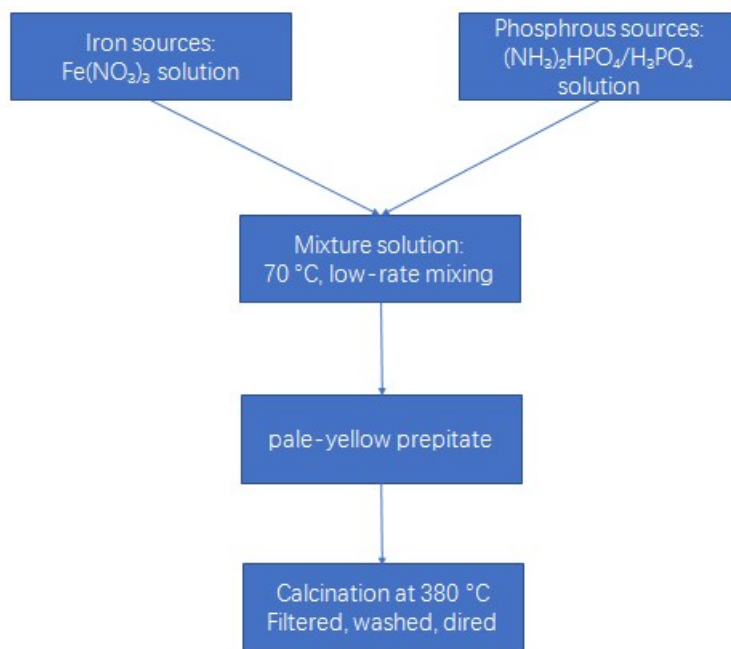 Iron sources:
Fe(NO₃)₃ solution
Phosphrous sources:
(NH₃)₂HPO₄/H₃PO₄
solution
Mixture solution:
70 °C, low-rate mixing
pale-yellow prepitate
Calcination at 380 °C
Filtered, washed, dired